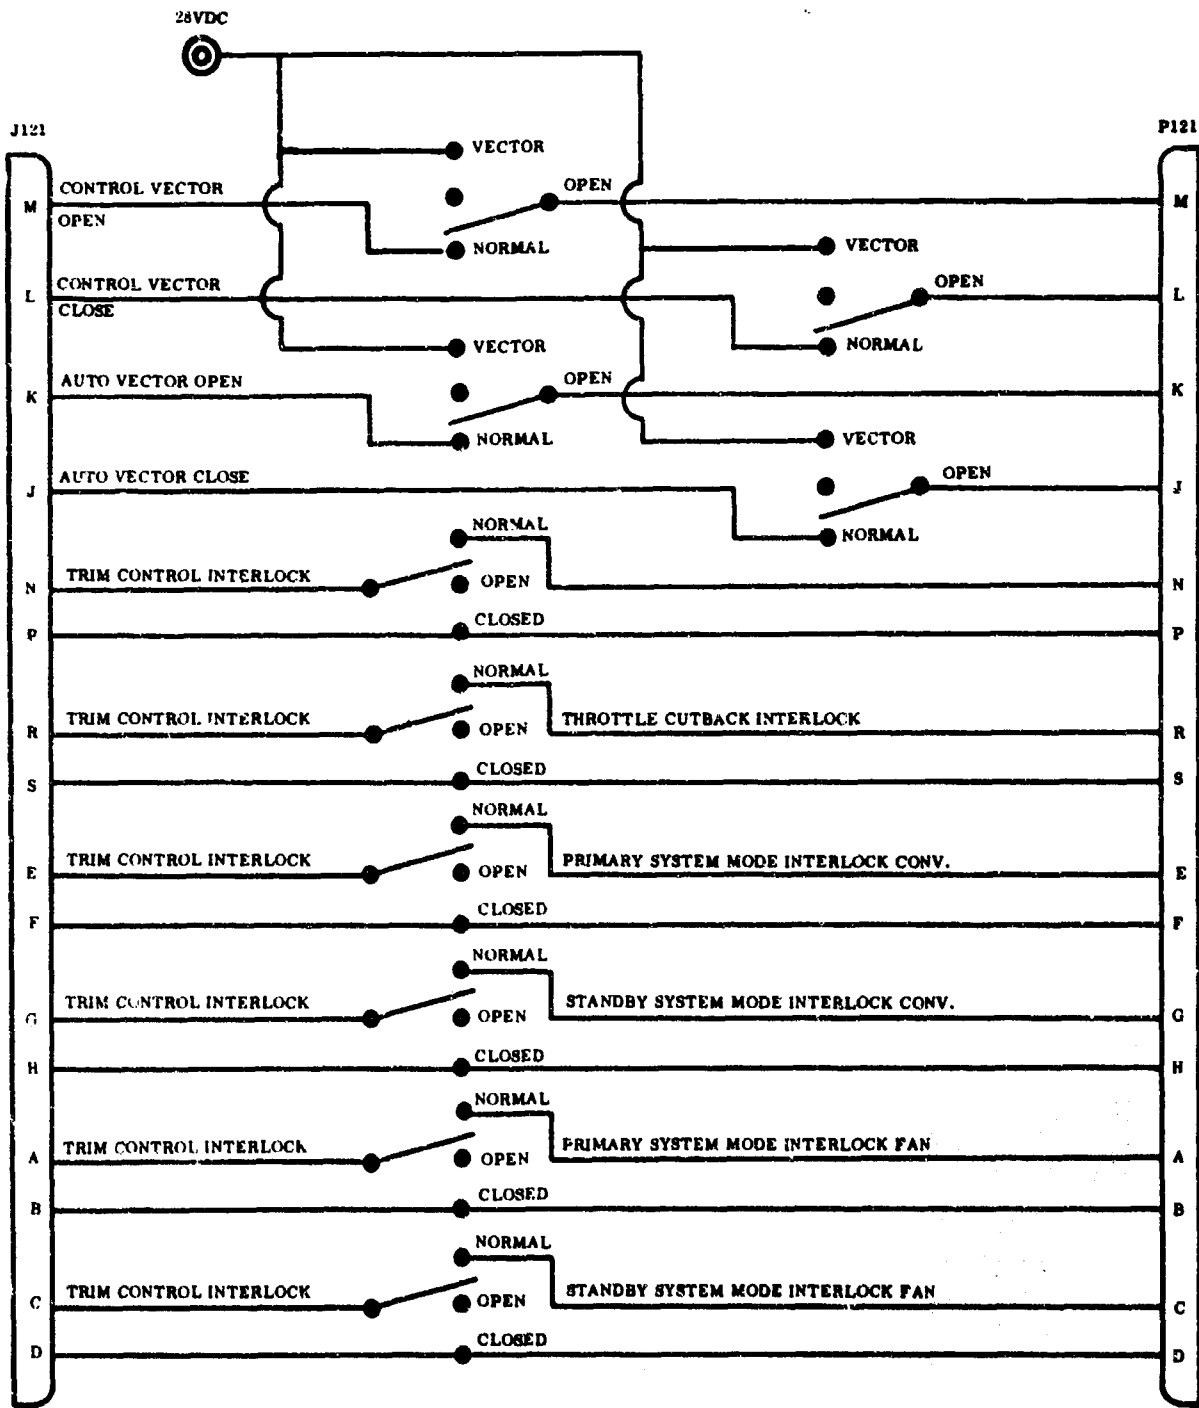 28VDC
J121
P121
VECTOR
M CONTROL VECTOR OPEN M
OPEN
NORMAL
VECTOR
L CONTROL VECTOR OPEN L
CLOSE
NORMAL
VECTOR
K AUTO VECTOR OPEN OPEN K
NORMAL
VECTOR
J AUTO VECTOR CLOSE OPEN J
NORMAL
NORMAL
N TRIM CONTROL INTERLOCK OPEN N
P CLOSED P
NORMAL
R TRIM CONTROL INTERLOCK OPEN THROTTLE CUTBACK INTERLOCK R
S CLOSED S
NORMAL
E TRIM CONTROL INTERLOCK OPEN PRIMARY SYSTEM MODE INTERLOCK CONV. E
F CLOSED F
NORMAL
G TRIM CONTROL INTERLOCK OPEN STANDBY SYSTEM MODE INTERLOCK CONV. G
H CLOSED H
NORMAL
A TRIM CONTROL INTERLOCK OPEN PRIMARY SYSTEM MODE INTERLOCK FAN A
B CLOSED B
NORMAL
C TRIM CONTROL INTERLOCK OPEN STANDBY SYSTEM MODE INTERLOCK FAN C
D CLOSED D